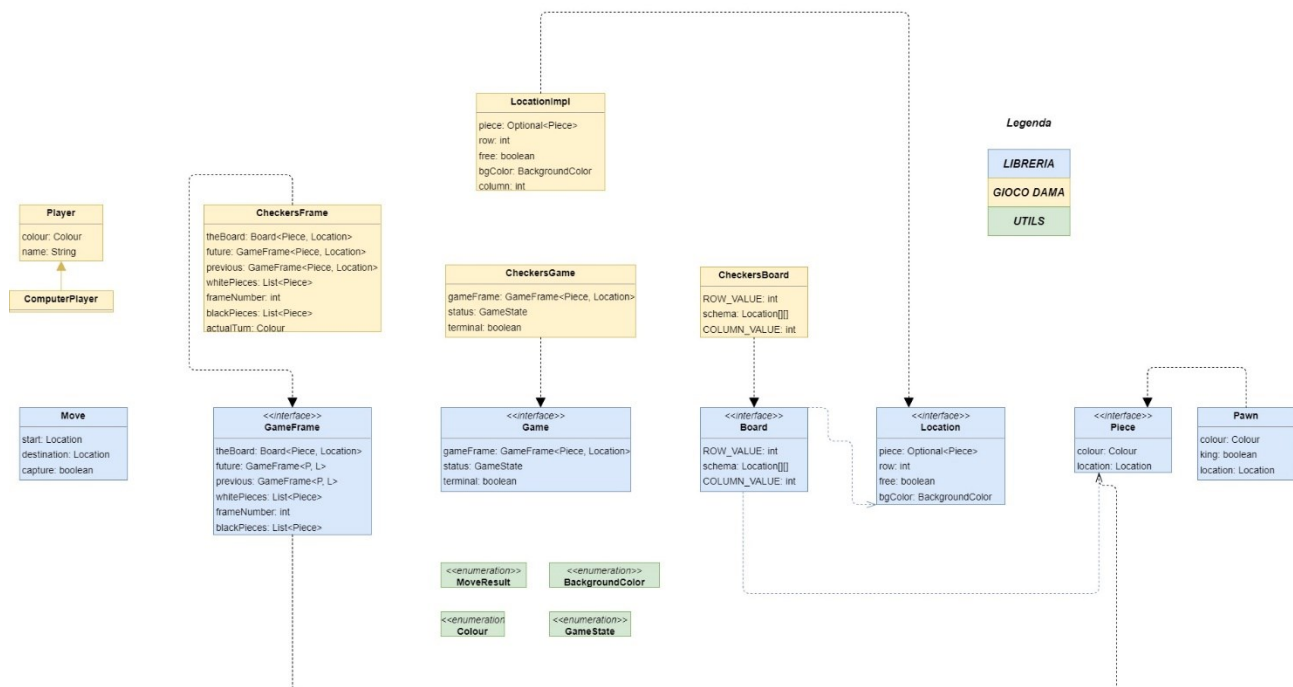 LocationImpl
piece: Optional<Piece>
row: int
free: boolean
bgColor: BackgroundColor
column: int
Legenda
LIBRERIA
GIOCO DAMA
UTILS
Player
colour: Colour
name: String
ComputerPlayer
CheckersFrame
theBoard: Board<Piece, Location>
future: GameFrame<Piece, Location>
previous: GameFrame<Piece, Location>
whitePieces: List<Piece>
frameNumber: int
blackPieces: List<Piece>
actualTurn: Colour
CheckersGame
gameFrame: GameFrame<Piece, Location>
status: GameState
terminal: boolean
CheckersBoard
ROW_VALUE: int
schema: Location[][]
COLUMN_VALUE: int
Move
start: Location
destination: Location
capture: boolean
<<interface>>
GameFrame
theBoard: Board<Piece, Location>
future: GameFrame<P, L>
previous: GameFrame<P, L>
whitePieces: List<Piece>
frameNumber: int
blackPieces: List<Piece>
<<interface>>
Game
gameFrame: GameFrame<Piece, Location>
status: GameState
terminal: boolean
<<interface>>
Board
ROW_VALUE: int
schema: Location[][]
COLUMN_VALUE: int
<<interface>>
Location
piece: Optional<Piece>
row: int
free: boolean
bgColor: BackgroundColor
<<interface>>
Piece
colour: Colour
location: Location
Pawn
colour: Colour
king: boolean
location: Location
<<enumeration>>
MoveResult
<<enumeration>>
BackgroundColor
<<enumeration
Colour
<<enumeration>>
GameState